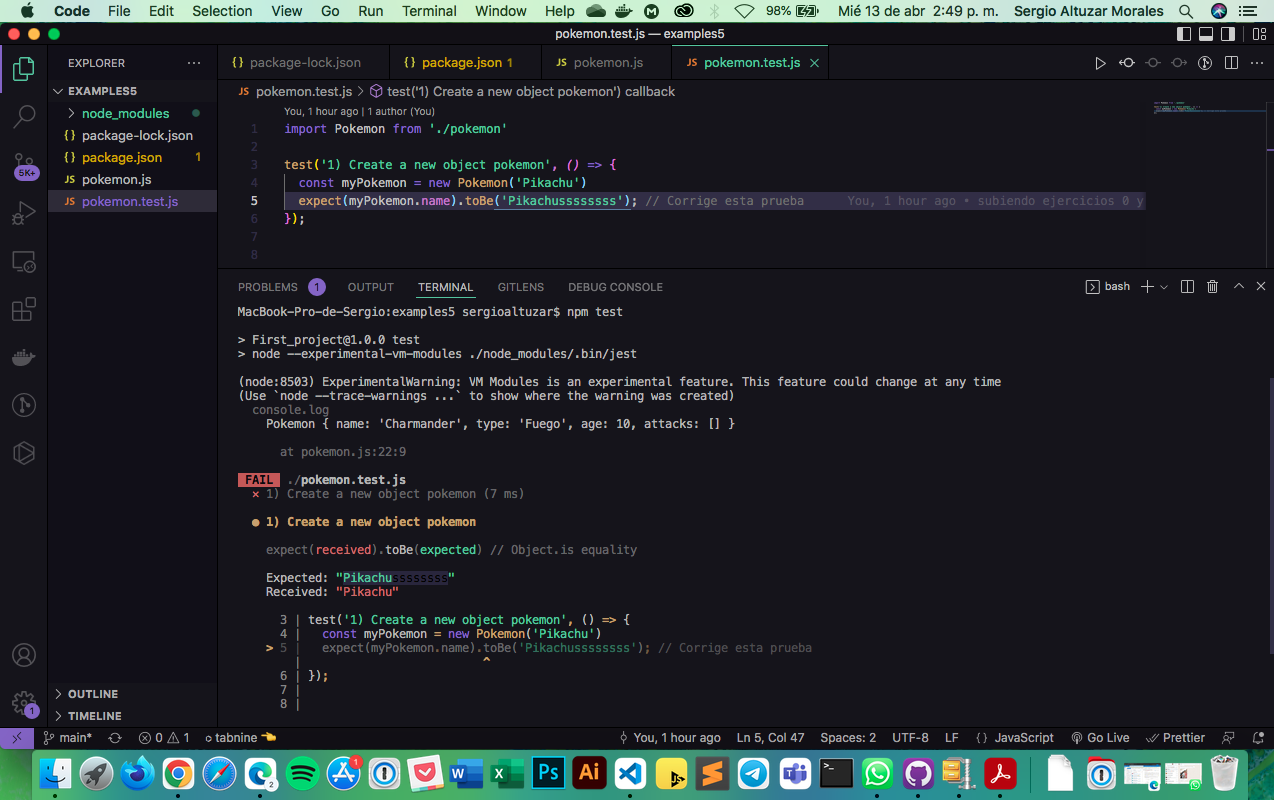 Code File Edit Selection View Go Run Terminal Window Help 98% Mié 13 de abr 2:49 p. m. Sergio Altuzar Morales
pokemon.test.js — examples5
EXPLORER ···
{} package-lock.json {} package.json 1 JS pokemon.js JS pokemon.test.js
EXAMPLES5
node_modules
{} package-lock.json
{} package.json 1
JS pokemon.js
JS pokemon.test.js
5K+
OUTLINE
TIMELINE
1
JS pokemon.test.js > test('1) Create a new object pokemon') callback
You, 1 hour ago | 1 author (You)
1 import Pokemon from './pokemon'
2
3 test('1) Create a new object pokemon', () => {
4 const myPokemon = new Pokemon('Pikachu')
5 expect(myPokemon.name).toBe('Pikachussssssss'); // Corrige esta prueba You, 1 hour ago • subiendo ejercicios 0 y
6 });
7
8
PROBLEMS 1 OUTPUT TERMINAL GITLENS DEBUG CONSOLE bash
MacBook-Pro-de-Sergio:examples5 sergioaltuzar$ npm test
> First_project@1.0.0 test
> node --experimental-vm-modules ./node_modules/.bin/jest
(node:8503) ExperimentalWarning: VM Modules is an experimental feature. This feature could change at any time
(Use `node --trace-warnings ...` to show where the warning was created)
console.log
Pokemon { name: 'Charmander', type: 'Fuego', age: 10, attacks: [] }
at pokemon.js:22:9
FAIL ./pokemon.test.js
× 1) Create a new object pokemon (7 ms)
● 1) Create a new object pokemon
expect(received).toBe(expected) // Object.is equality
Expected: "Pikachussssssss"
Received: "Pikachu"
3 | test('1) Create a new object pokemon', () => {
4 | const myPokemon = new Pokemon('Pikachu')
> 5 | expect(myPokemon.name).toBe('Pikachussssssss'); // Corrige esta prueba
| ^
6 | });
7 |
8 |
main* 0 1 tabnine You, 1 hour ago Ln 5, Col 47 Spaces: 2 UTF-8 LF {} JavaScript Go Live Prettier
2 1 W X Ps Ai >_